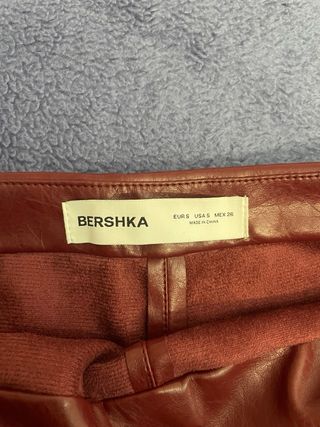 BERSHKA
EUR S USA S MEX 26
MADE IN CHINA